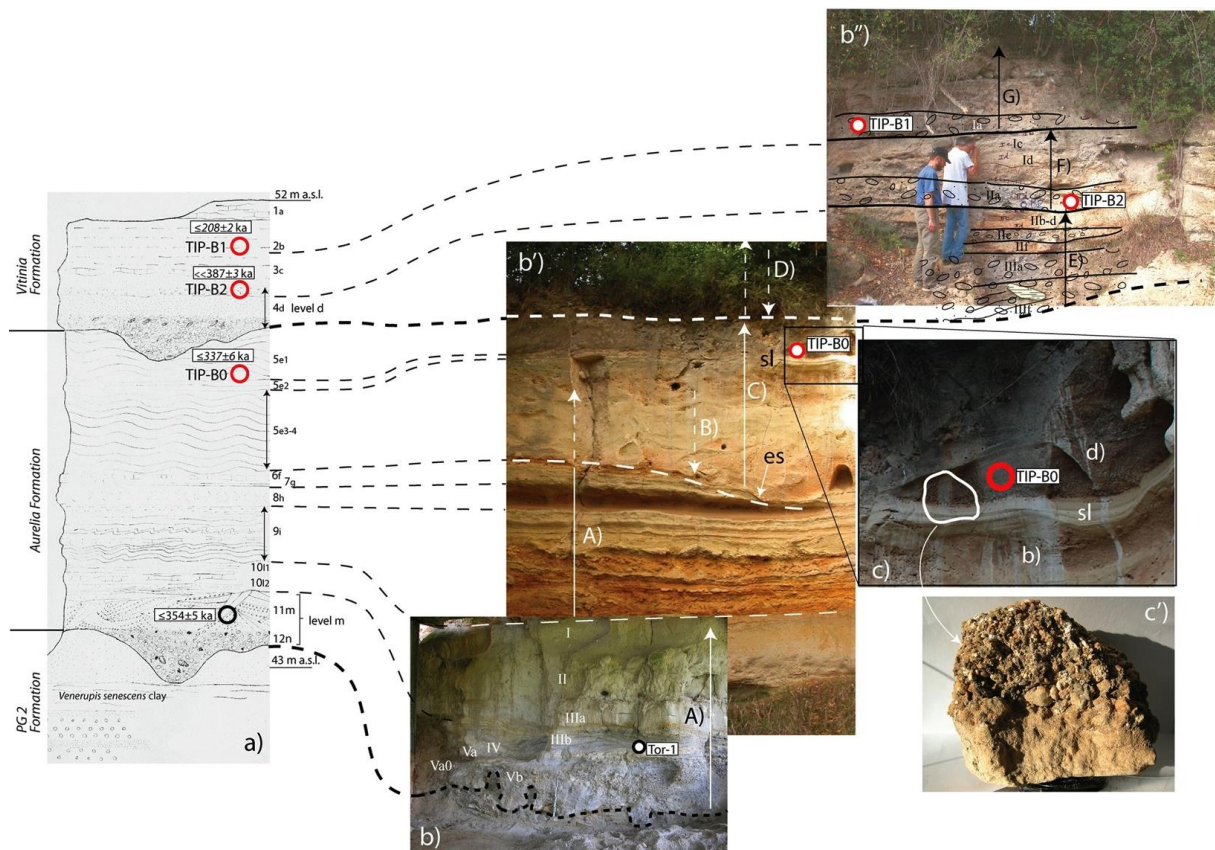 Vitinia
Formation
Aurelia Formation
PG 2
Formation
52 m a.s.l.
1a
≤208±2 ka
TIP-B1
2b
3c
<<387±3 ka
TIP-B2
4d
level d
≤337±6 ka
TIP-B0
5e1
5e2
5e3-4
6f
7g
8h
9i
10l1
10l2
≤354±5 ka
11m
level m
12n
43 m a.s.l.
Venerupis senescens clay
a)
b'')
G)
TIP-B1
Ia
Ic
Id
F)
IIa
TIP-B2
IIb-d
IIe
IIf
IIIa
E)
b')
D)
TIP-B0
sl
C)
B)
es
A)
d)
TIP-B0
sl
b)
c)
c')
I
II
IIIa
A)
IIIb
Tor-1
IV
Va
Va0
Vb
b)